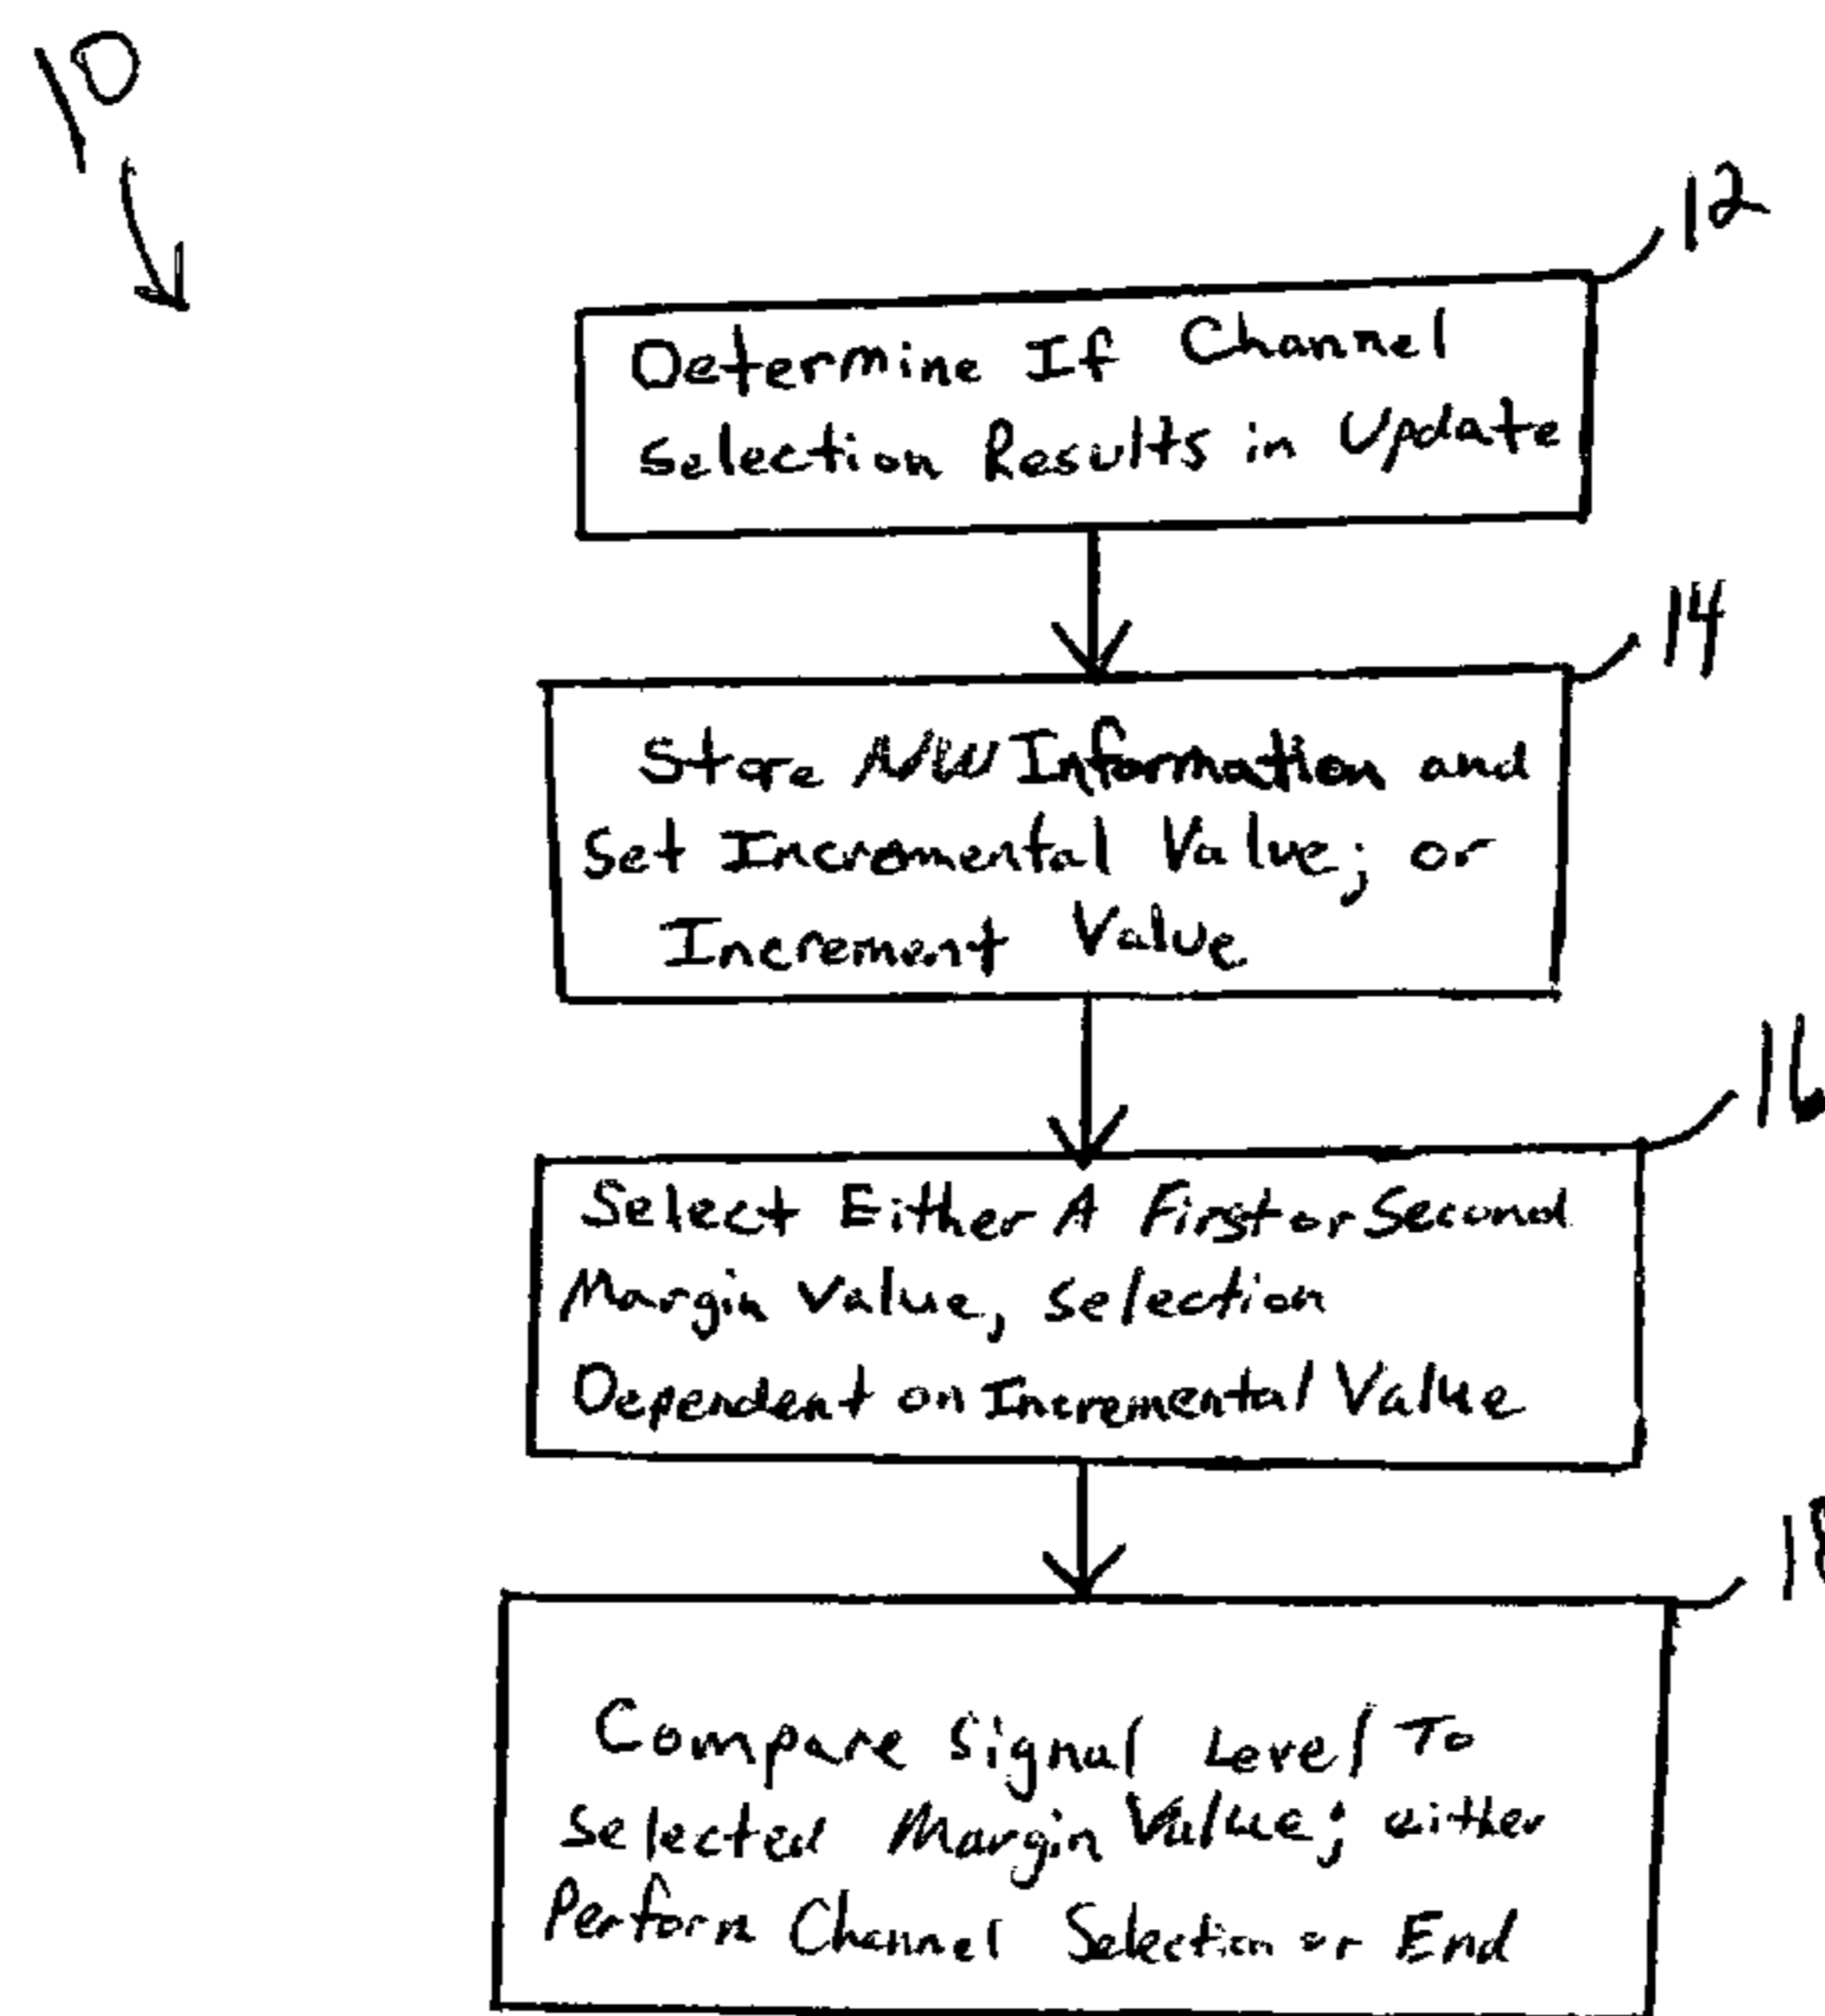 10
12
Determine If Channel
Selection Results in Update
14
Store New Information and
Set Incremental Value; or
Increment Value
16
Select Either A First or Second
Margin Value, selection
Dependent on Incremental Value
18
Compare Signal Level To
Selected Margin Value; either
Perform Channel Selection or End